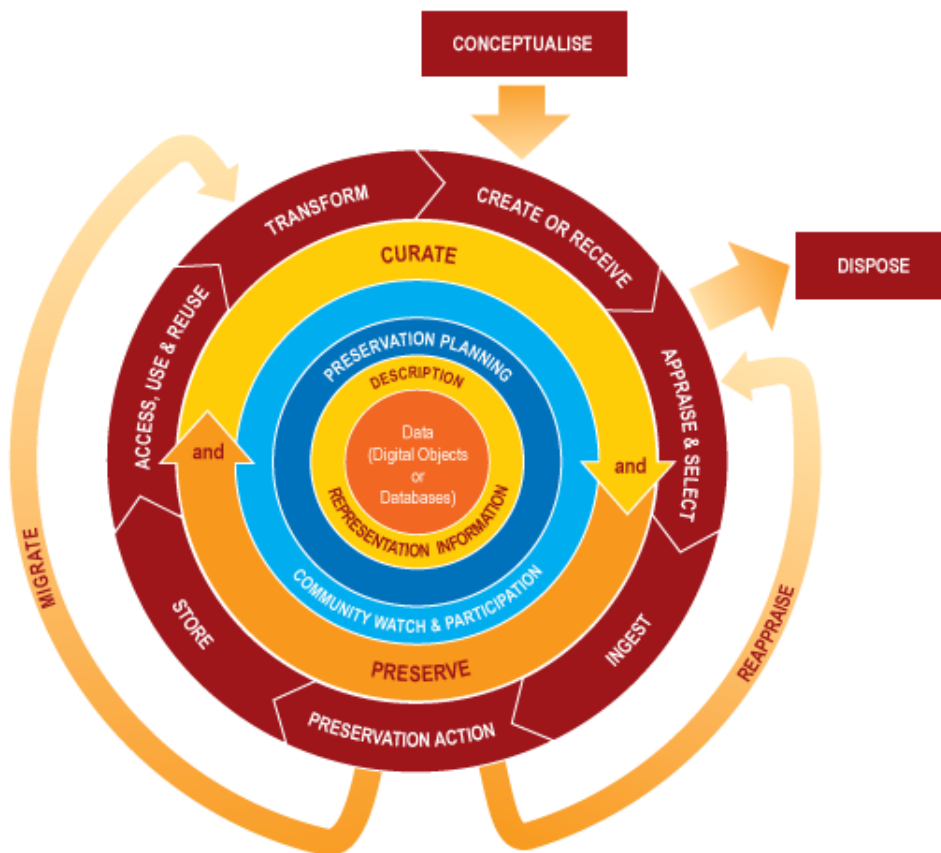 CONCEPTUALISE
DISPOSE
TRANSFORM
CREATE OR RECEIVE
APPRAISE & SELECT
INGEST
PRESERVATION ACTION
STORE
ACCESS, USE & REUSE
CURATE
and
PRESERVE
and
COMMUNITY WATCH & PARTICIPATION
PRESERVATION PLANNING
DESCRIPTION
REPRESENTATION INFORMATION
Data
(Digital Objects
or
Databases)
MIGRATE
REAPPRAISE